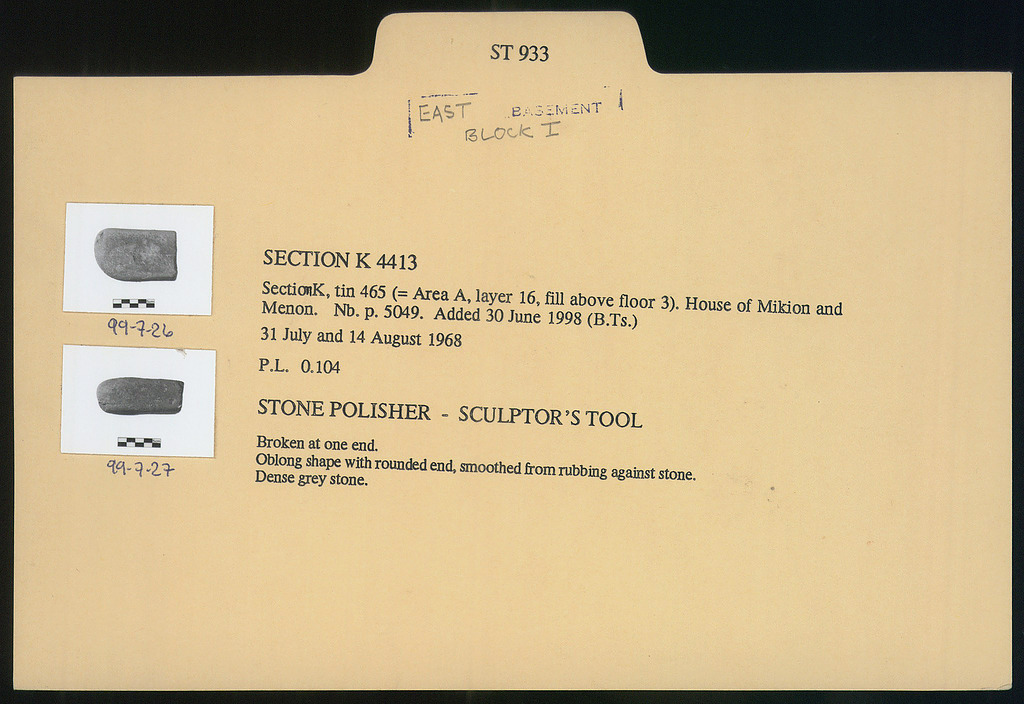 ST 933
EAST BASEMENT
BLOCK I
99-7-26
99-7-27
SECTION K 4413
Section K, tin 465 (= Area A, layer 16, fill above floor 3). House of Mikion and
Menon. Nb. p. 5049. Added 30 June 1998 (B.Ts.)
31 July and 14 August 1968
P.L. 0.104
STONE POLISHER - SCULPTOR'S TOOL
Broken at one end.
Oblong shape with rounded end, smoothed from rubbing against stone.
Dense grey stone.